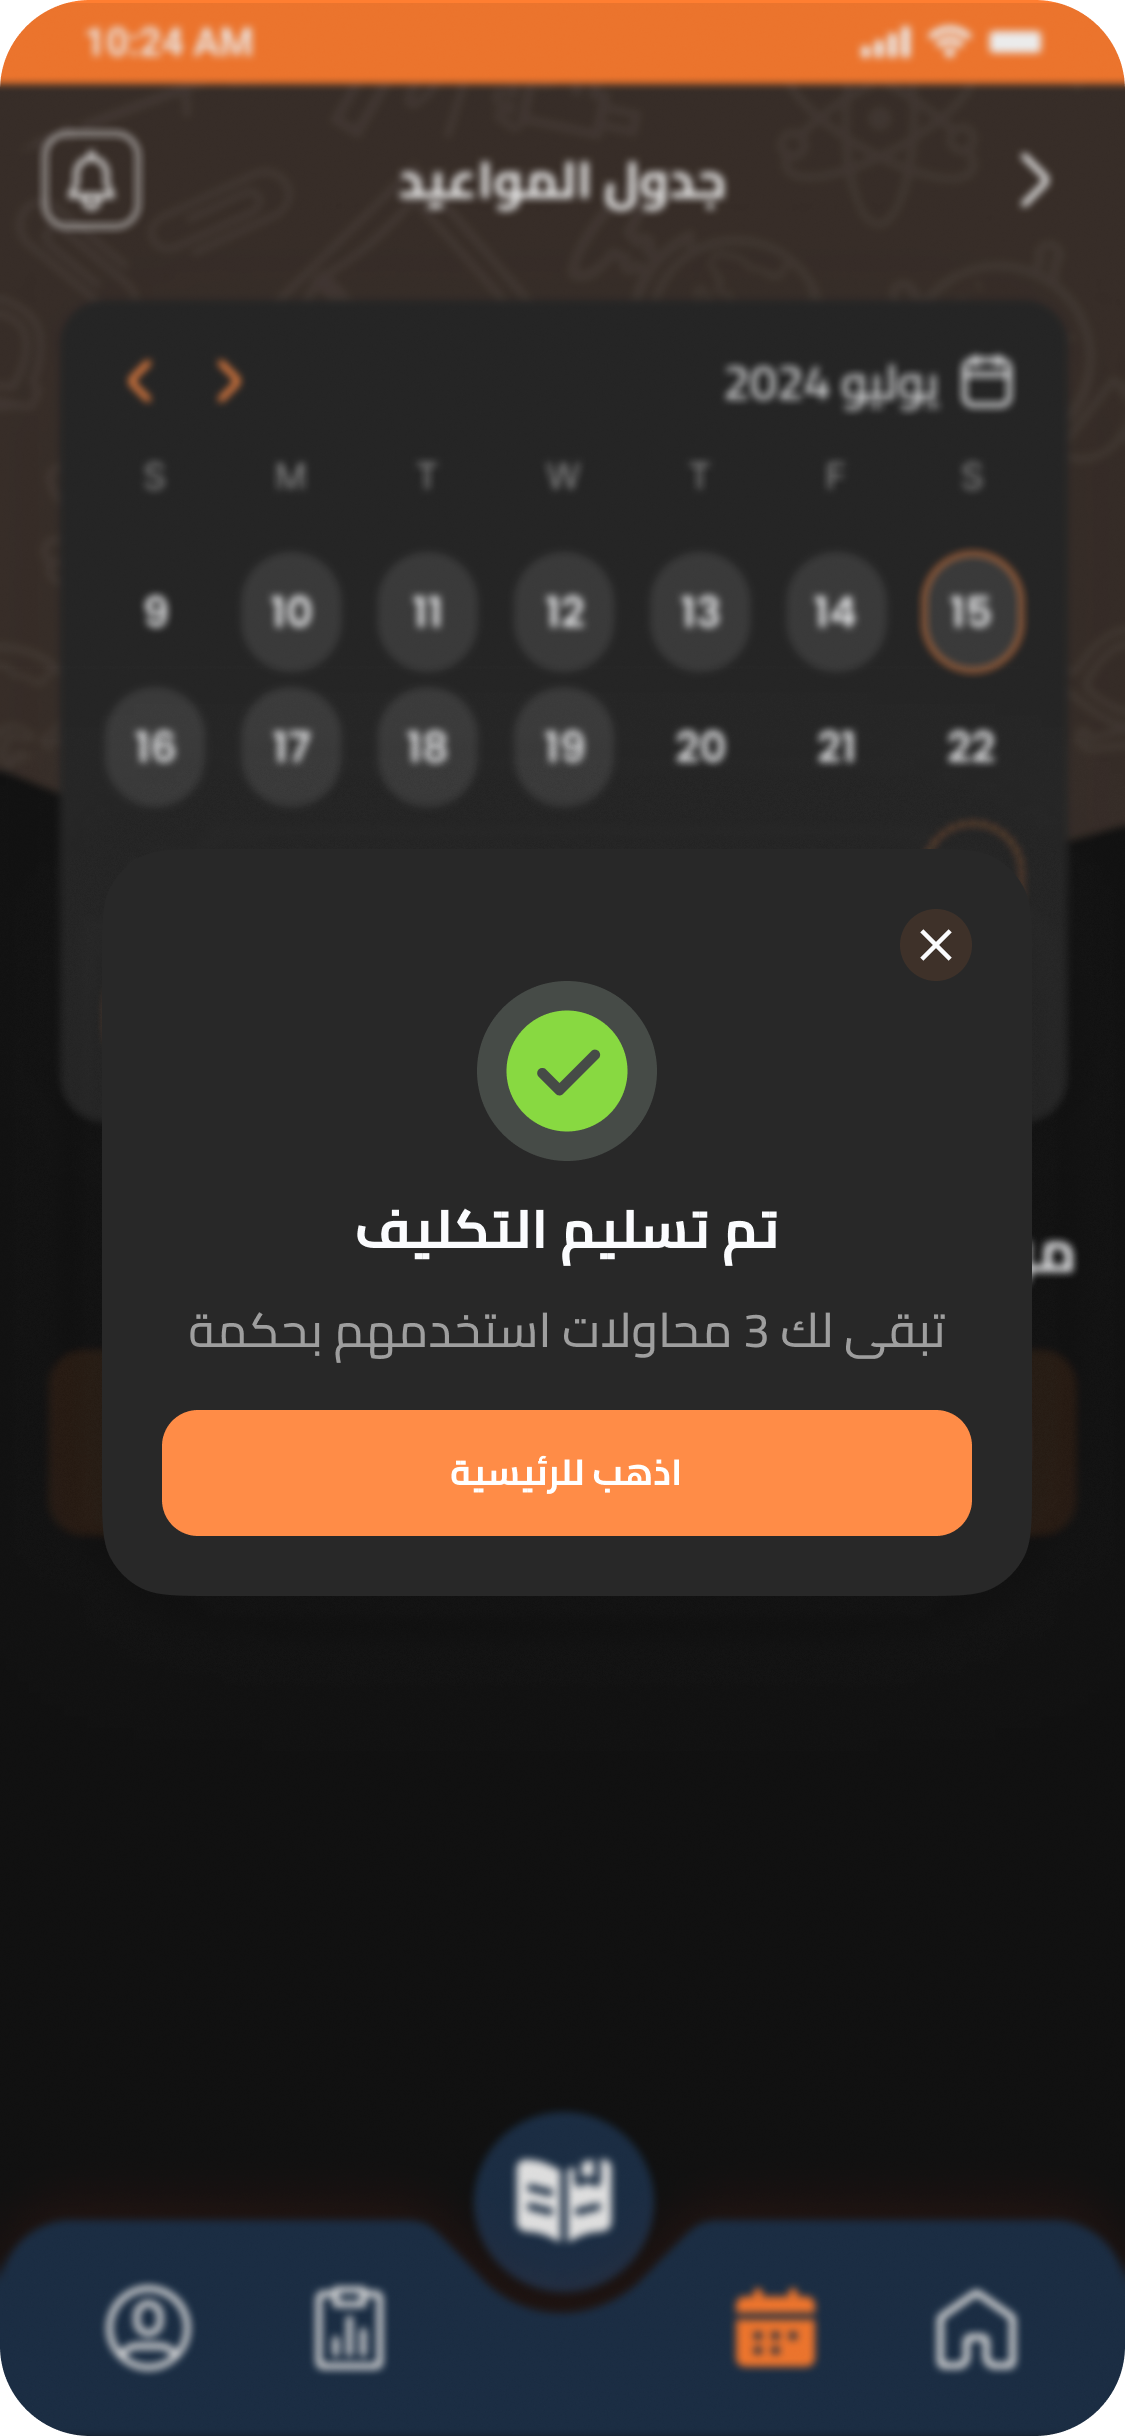 10:24 AM
جدول المواعيد
يوليو 2024
S M T W T F S
9 10 11 12 13 14 15
16 17 18 19 20 21 22
تم تسليم التكليف
تبقى لك 3 محاولات استخدمهم بحكمة
اذهب للرئيسية